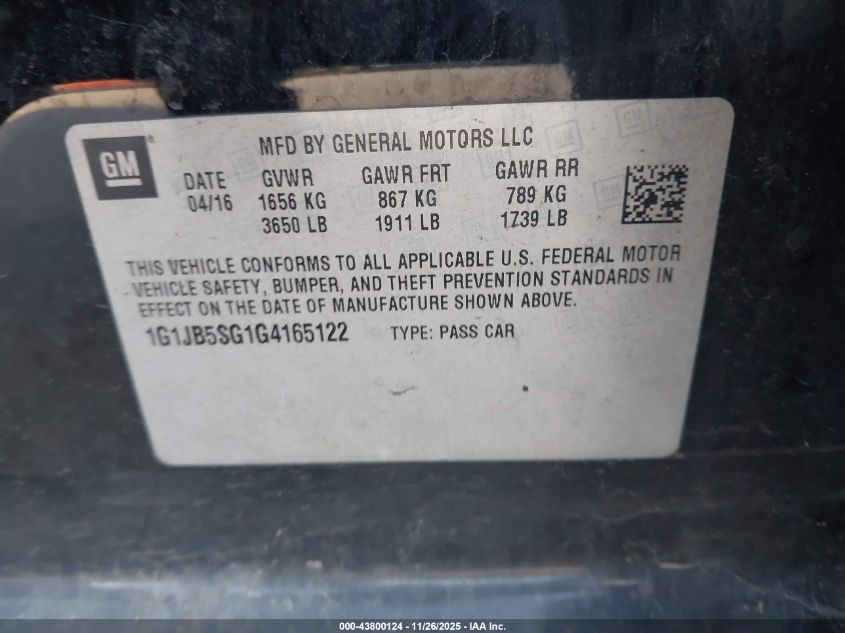 GM
MFD BY GENERAL MOTORS LLC
DATE GVWR GAWR FRT GAWR RR
04/16 1656 KG 867 KG 789 KG
3650 LB 1911 LB 1739 LB
THIS VEHICLE CONFORMS TO ALL APPLICABLE U.S. FEDERAL MOTOR
VEHICLE SAFETY, BUMPER, AND THEFT PREVENTION STANDARDS IN
EFFECT ON THE DATE OF MANUFACTURE SHOWN ABOVE.
1G1JB5SG1G4165122 TYPE: PASS CAR
000-43800124 - 11/26/2025 - IAA Inc.